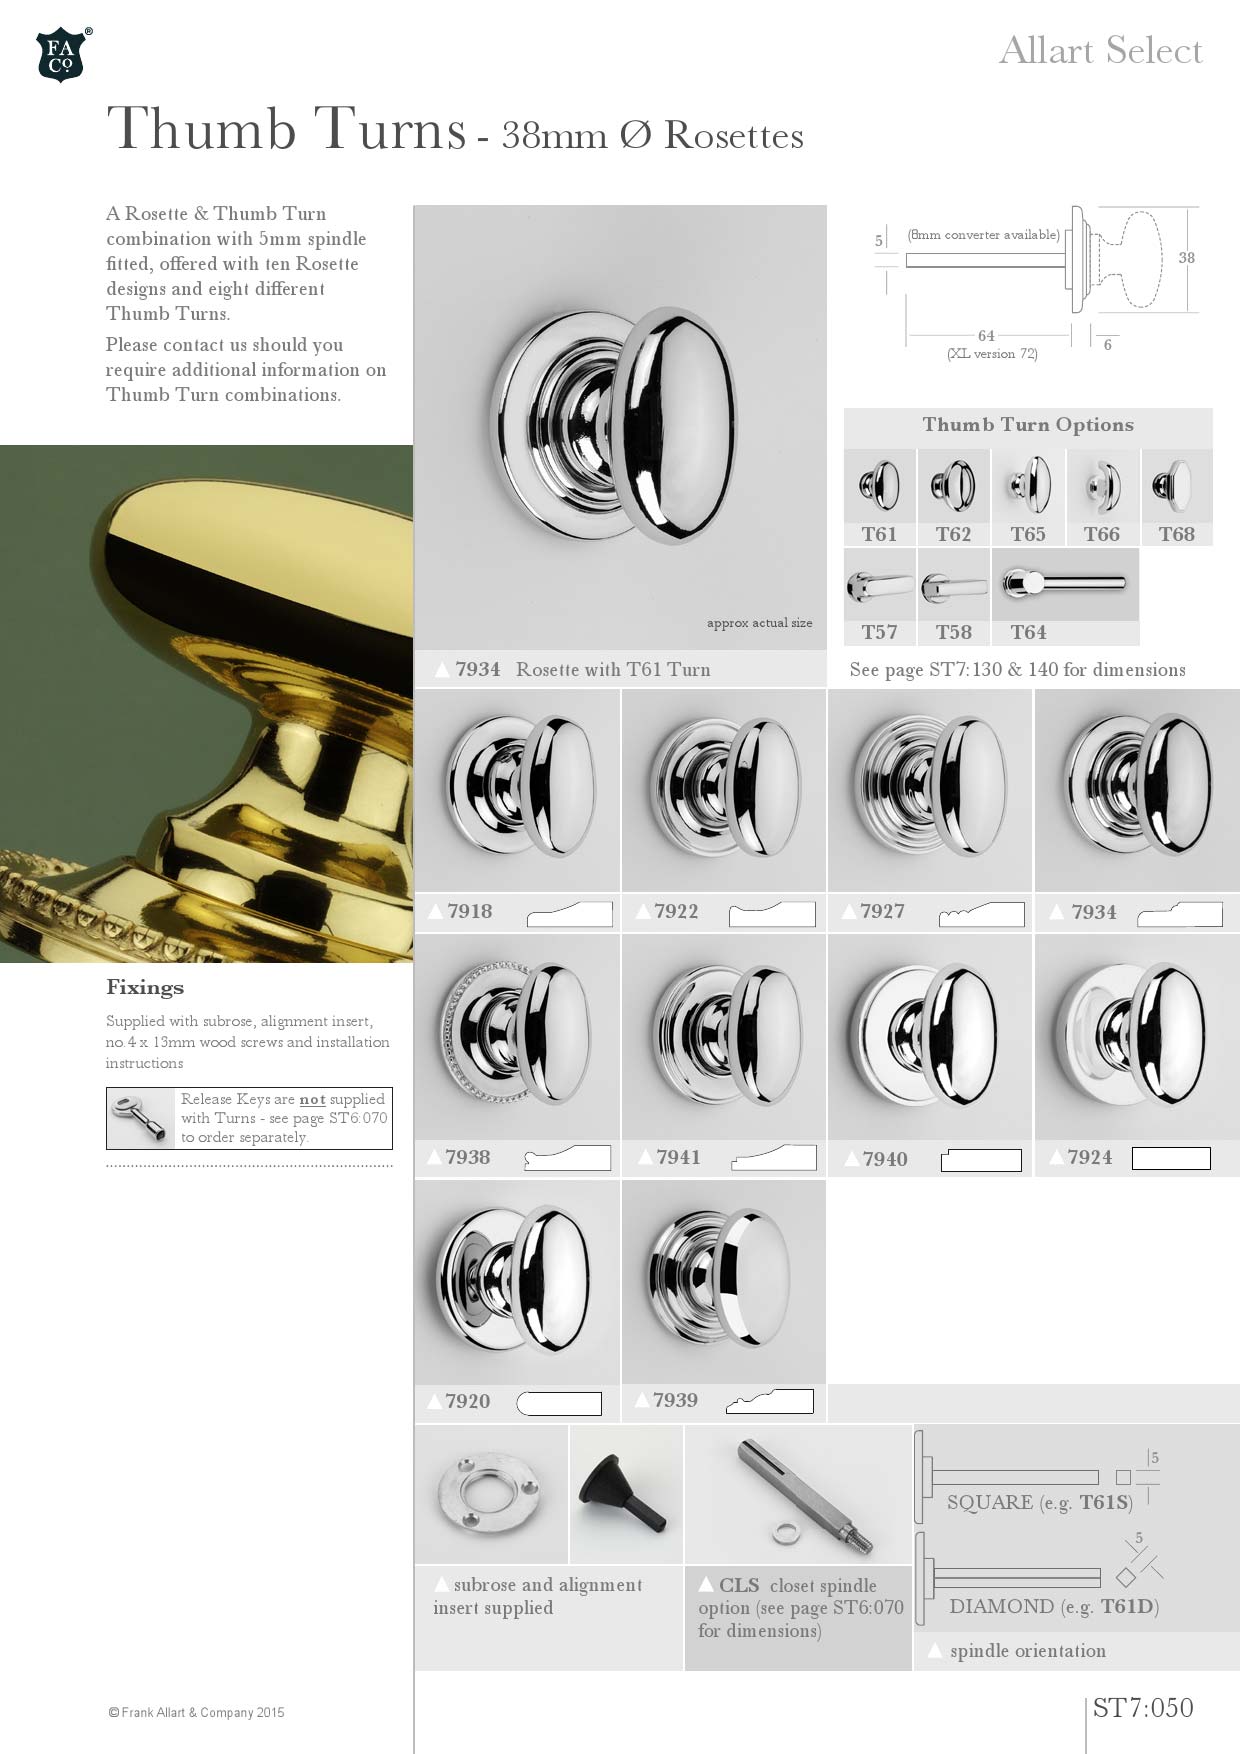 FA
Co.
®
Allart Select
Thumb Turns - 38mm Ø Rosettes
A Rosette & Thumb Turn
combination with 5mm spindle
fitted, offered with ten Rosette
designs and eight different
Thumb Turns.
Please contact us should you
require additional information on
Thumb Turn combinations.
approx actual size
7934 Rosette with T61 Turn
5
(8mm converter available)
38
64
(XL version 72)
6
Thumb Turn Options
T61 T62 T65 T66 T68
T57 T58 T64
See page ST7:130 & 140 for dimensions
7918 7922 7927 7934
7938 7941 7940 7924
7920 7939
Fixings
Supplied with subrose, alignment insert,
no.4 x 13mm wood screws and installation
instructions
Release Keys are not supplied
with Turns - see page ST6:070
to order separately.
subrose and alignment
insert supplied
CLS closet spindle
option (see page ST6:070
for dimensions)
5
SQUARE (e.g. T61S)
5
DIAMOND (e.g. T61D)
spindle orientation
© Frank Allart & Company 2015
ST7:050